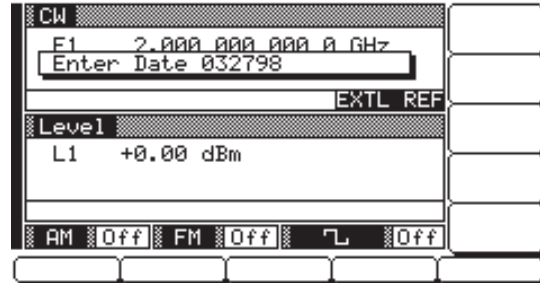 CW
F1 2.000 000 000 0 GHz
Enter Date 032798
EXTL REF
Level
L1 +0.00 dBm
AM Off FM Off Off